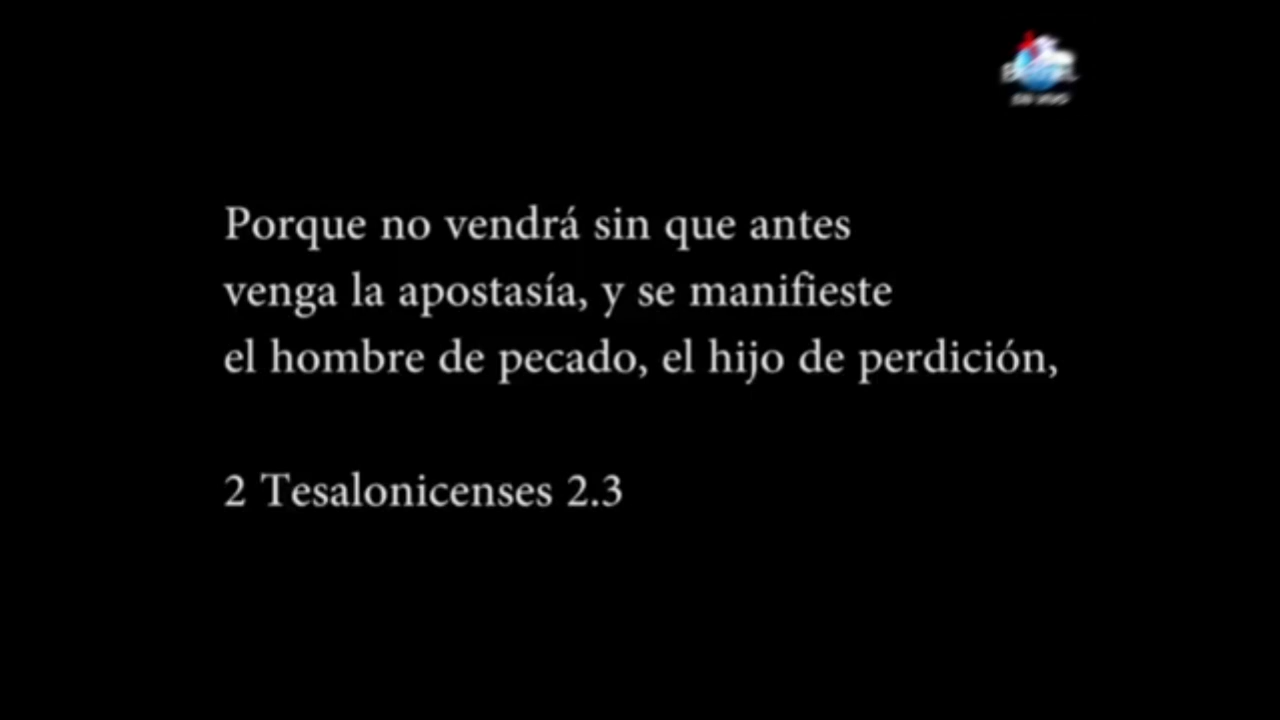 Porque no vendrá sin que antes
venga la apostasía, y se manifieste
el hombre de pecado, el hijo de perdición,
2 Tesalonicenses 2.3